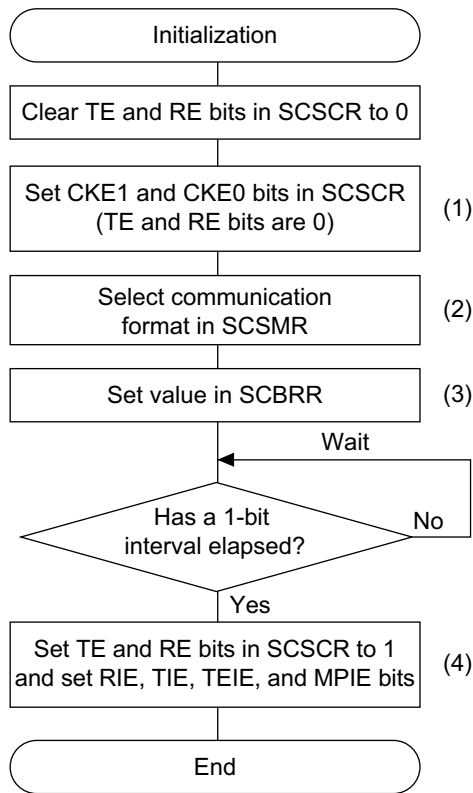 Initialization
Clear TE and RE bits in SCSCR to 0
Set CKE1 and CKE0 bits in SCSCR
(TE and RE bits are 0)
(1)
Select communication
format in SCSMR
(2)
Set value in SCBRR
(3)
Wait
Has a 1-bit
interval elapsed?
No
Yes
Set TE and RE bits in SCSCR to 1
and set RIE, TIE, TEIE, and MPIE bits
(4)
End